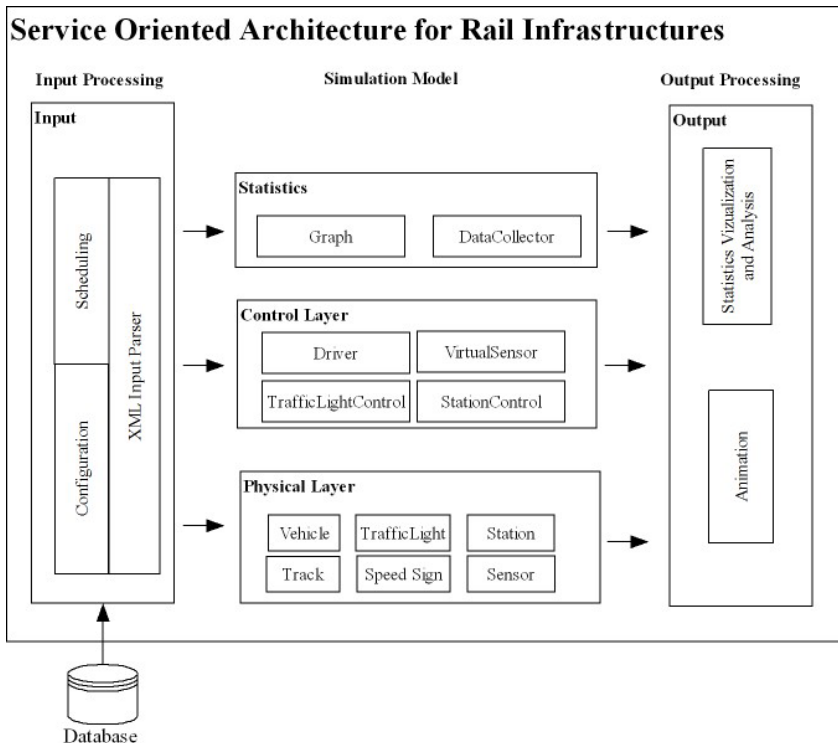 Service Oriented Architecture for Rail Infrastructures
Input Processing
Simulation Model
Output Processing
Input
Scheduling
Configuration
XML Input Parser
Statistics
Graph
DataCollector
Control Layer
Driver
VirtualSensor
TrafficLightControl
StationControl
Physical Layer
Vehicle
TrafficLight
Station
Track
Speed Sign
Sensor
Output
Statistics Vizualization
and Analysis
Animation
Database